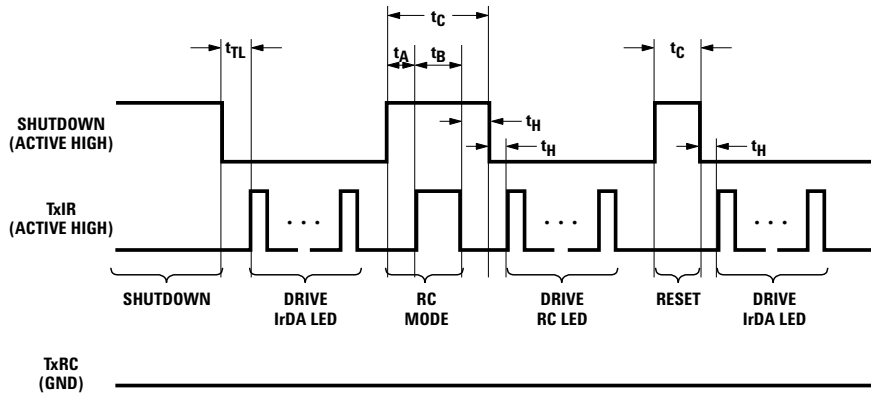 tC
tTL
tA
tB
tC
SHUTDOWN
(ACTIVE HIGH)
tH
tH
tH
TxIR
(ACTIVE HIGH)
. . .
. . .
. . .
SHUTDOWN
DRIVE
IrDA LED
RC
MODE
DRIVE
RC LED
RESET
DRIVE
IrDA LED
TxRC
(GND)